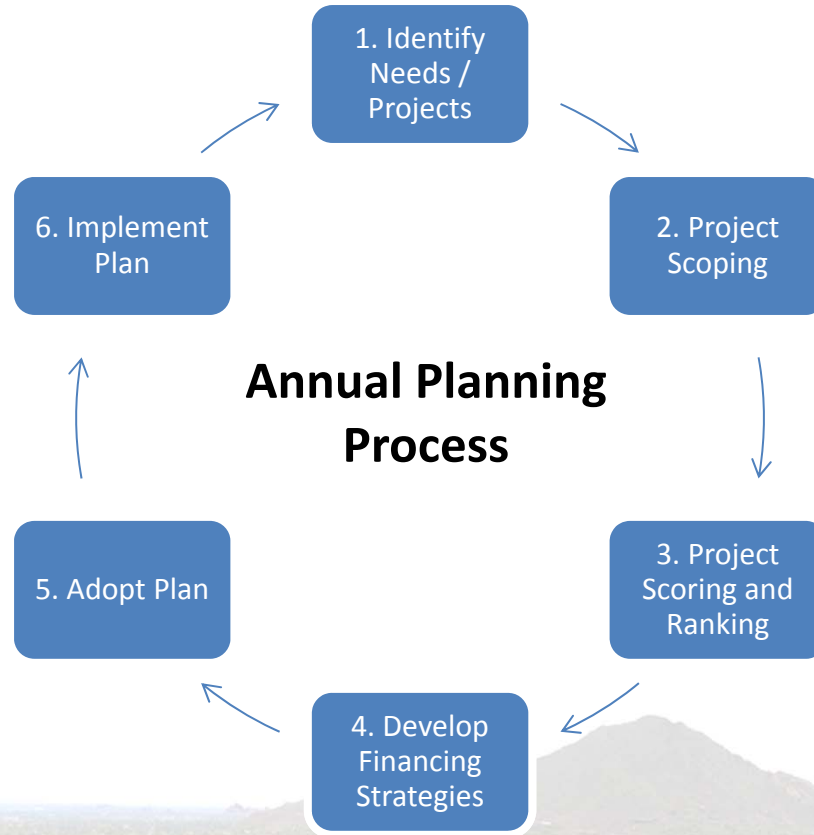 1. Identify
Needs /
Projects
2. Project
Scoping
3. Project
Scoring and
Ranking
4. Develop
Financing
Strategies
5. Adopt Plan
6. Implement
Plan
Annual Planning
Process